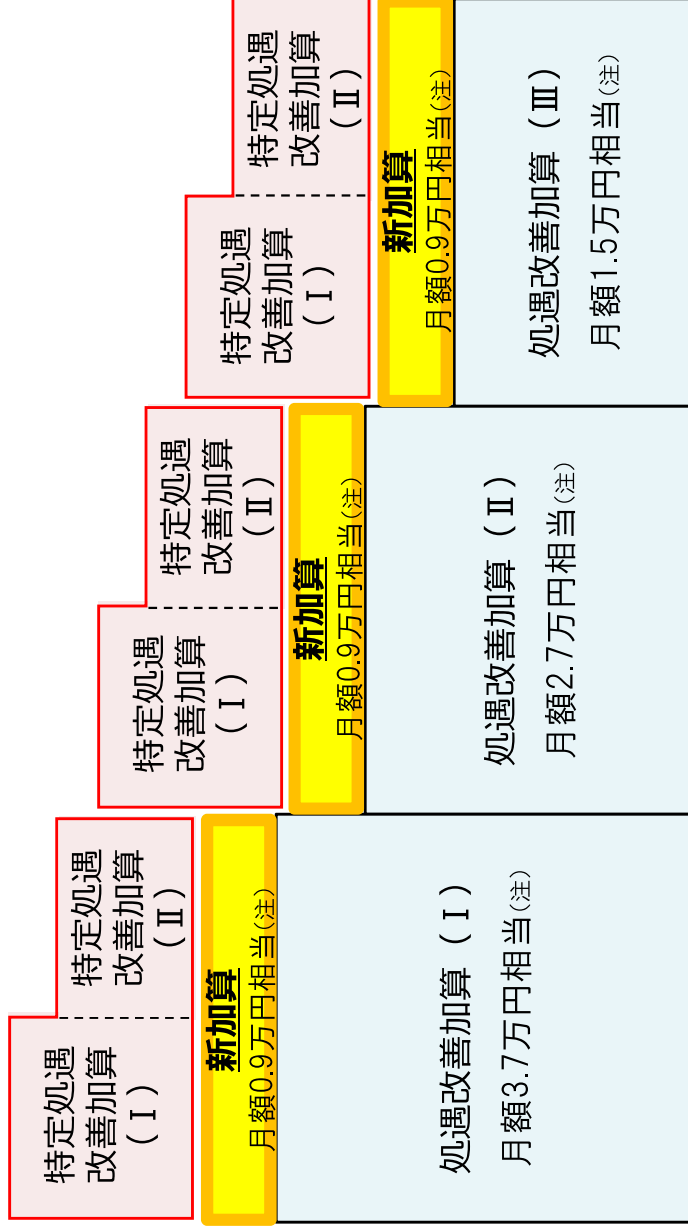 特定処遇
改善加算
（Ⅰ）
特定処遇
改善加算
（Ⅱ）
新加算
月額0.9万円相当(注)
処遇改善加算（Ⅰ）
月額3.7万円相当(注)
特定処遇
改善加算
（Ⅰ）
特定処遇
改善加算
（Ⅱ）
新加算
月額0.9万円相当(注)
処遇改善加算（Ⅱ）
月額2.7万円相当(注)
特定処遇
改善加算
（Ⅰ）
特定処遇
改善加算
（Ⅱ）
新加算
月額0.9万円相当(注)
処遇改善加算（Ⅲ）
月額1.5万円相当(注)